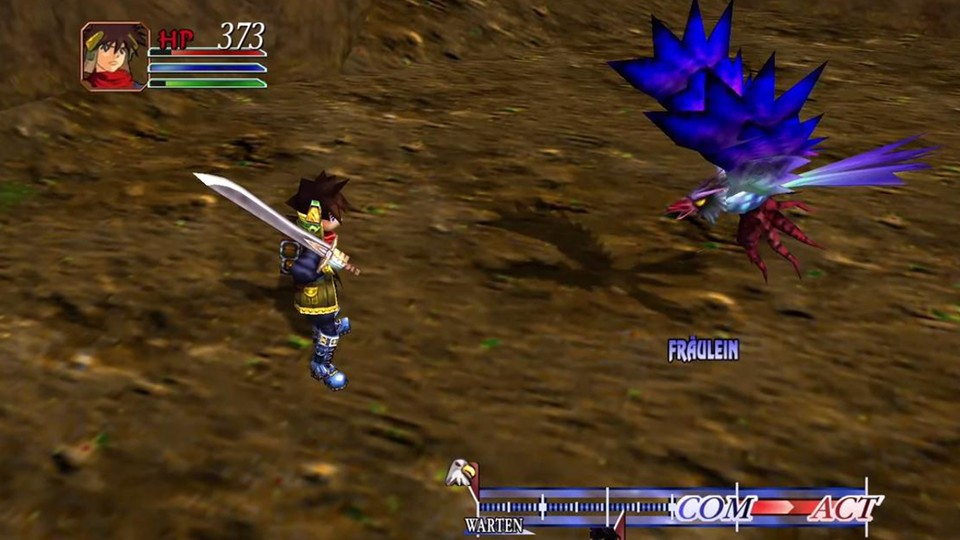 HP 373
FRÄULEIN
COM ACT
WARTEN